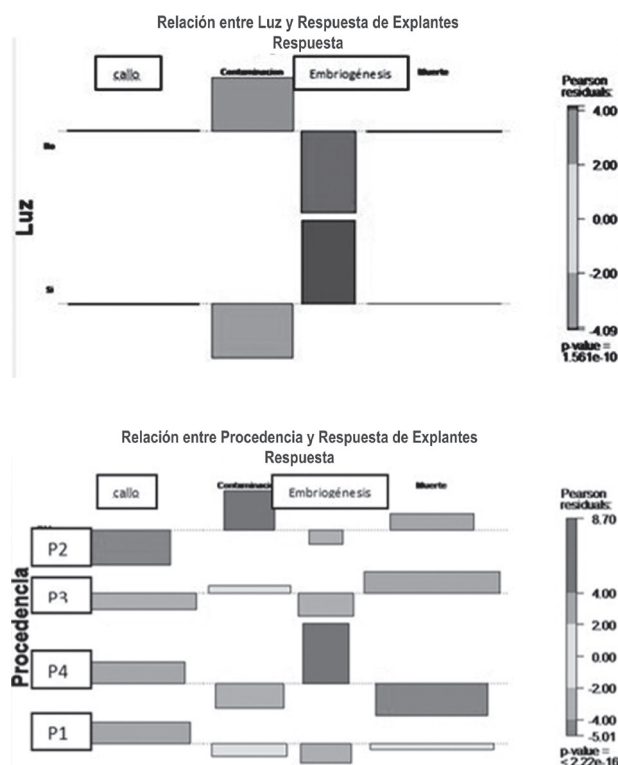 Relación entre Luz y Respuesta de Explantes
Respuesta
callo
Contaminacion
Embriogénesis
Muerte
Pearson
residuals:
4.00
2.00
0.00
-2.00
-4.09
p-value =
1.561e-10
Luz
No
Si
Relación entre Procedencia y Respuesta de Explantes
Respuesta
callo
Embriogénesis
Muerte
Pearson
residuals:
8.70
4.00
2.00
0.00
-2.00
-4.00
-5.01
p-value =
< 2.22e-16
Procedencia
P2
P3
P4
P1